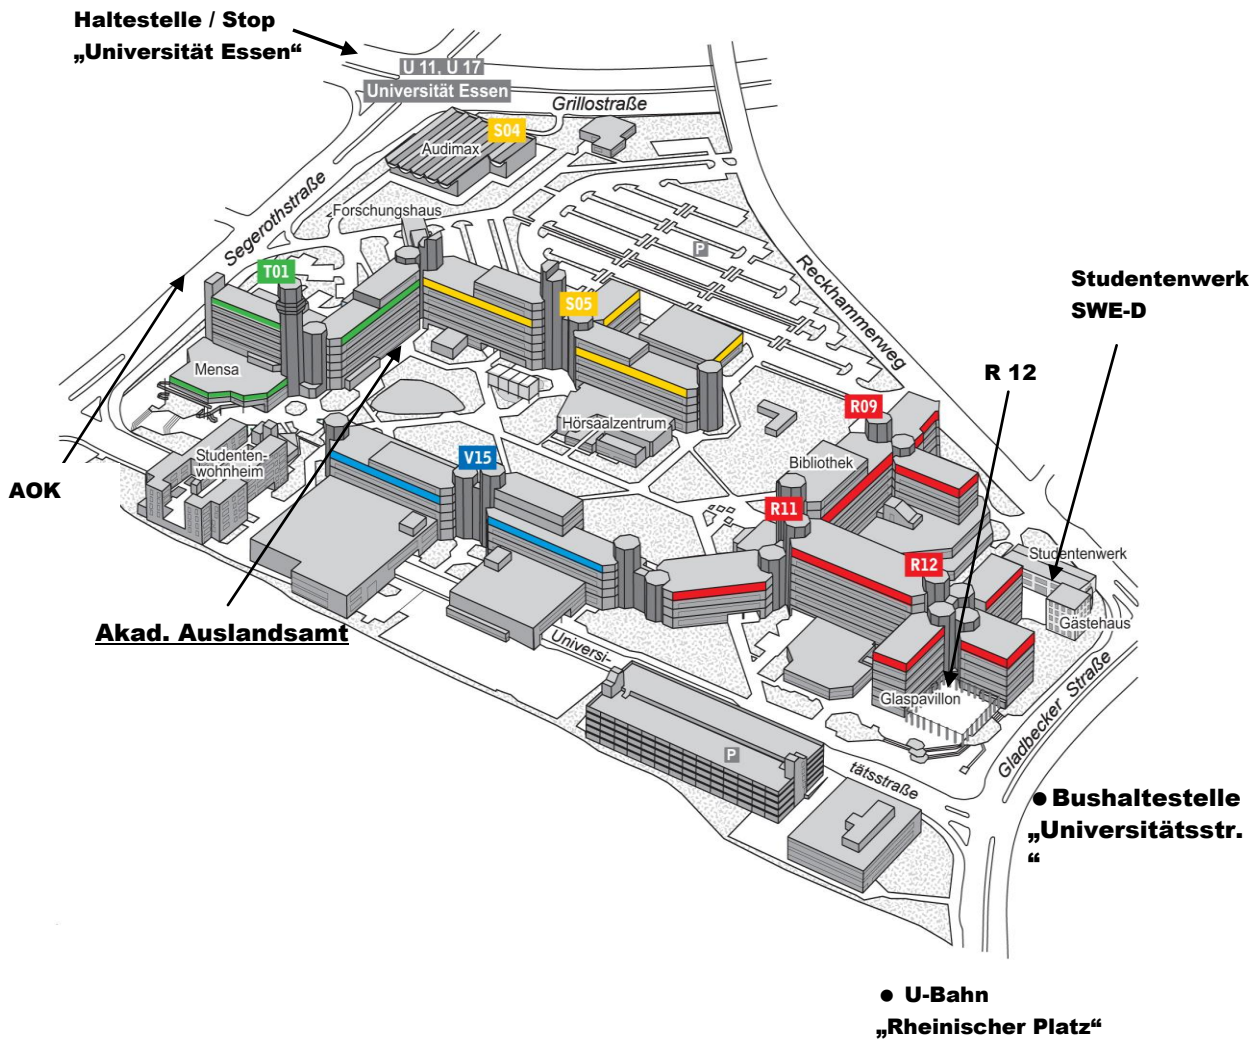 Haltestelle / Stop
„Universität Essen“
U 11, U 17
Universität Essen
Grillostraße
S04
Audimax
Segerothstraße
Forschungshaus
P
Reckhammerweg
T01
S05
Studentenwerk
SWE-D
Mensa
R 12
R09
Hörsaalzentrum
Studenten-
wohnheim
V15
Bibliothek
AOK
R11
Studentenwerk
R12
Gästehaus
Akad. Auslandsamt
Universi-
Glaspavillon
Gladbecker Straße
P
tätsstraße
● Bushaltestelle
„Universitätsstr.
“
● U-Bahn
„Rheinischer Platz“